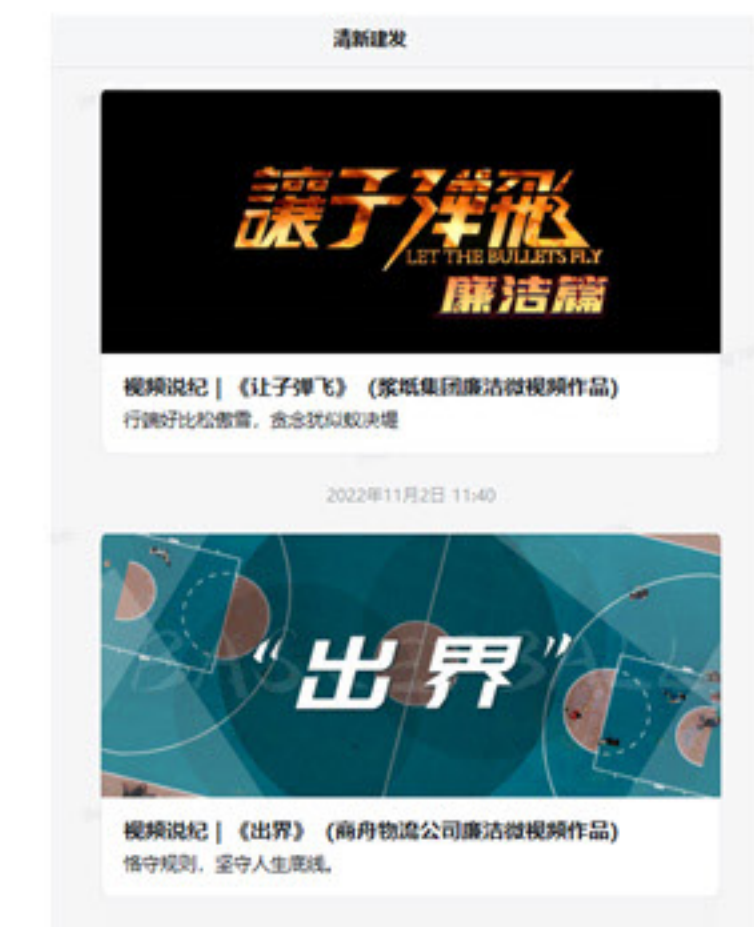 清新建发
讓子彈飛
LET THE BULLETS FLY
廉洁篇
视频说纪 | 《让子弹飞》（浆纸集团廉洁微视频作品)
行端好比松傲雪，贪念犹似蚁决堤
2022年11月2日 11:40
BASKETBALL
“出界”
视频说纪 | 《出界》（商舟物流公司廉洁微视频作品)
恪守规则，坚守人生底线。